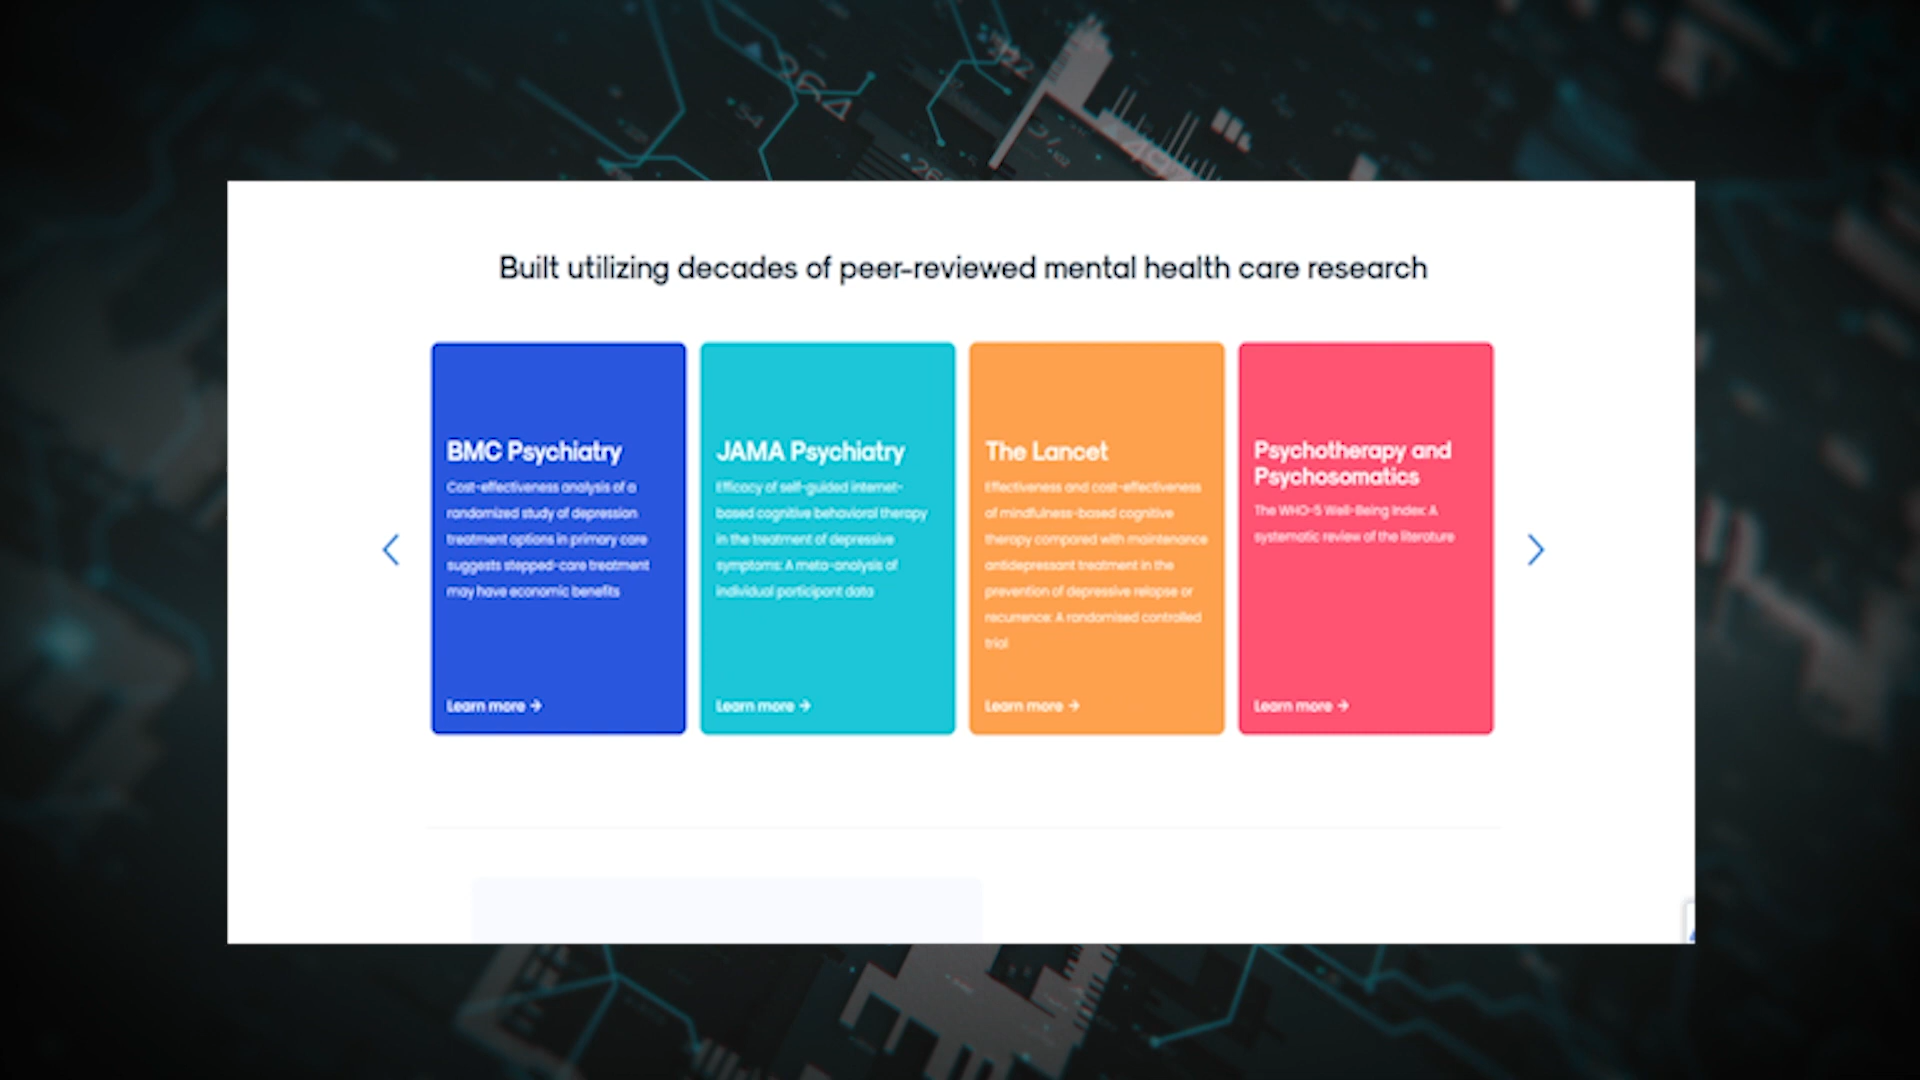 Built utilizing decades of peer-reviewed mental health care research
BMC Psychiatry
Cost-effectiveness analysis of a
randomized study of depression
treatment options in primary care
suggests stepped-care treatment
may have economic benefits
Learn more →
JAMA Psychiatry
Efficacy of self-guided internet-
based cognitive behavioral therapy
in the treatment of depressive
symptoms: A meta-analysis of
individual participant data
Learn more →
The Lancet
Effectiveness and cost-effectiveness
of mindfulness-based cognitive
therapy compared with maintenance
antidepressant treatment in the
prevention of depressive relapse or
recurrence: A randomised controlled
trial
Learn more →
Psychotherapy and
Psychosomatics
The WHO-5 Well-Being Index: A
systematic review of the literature
Learn more →
264
54